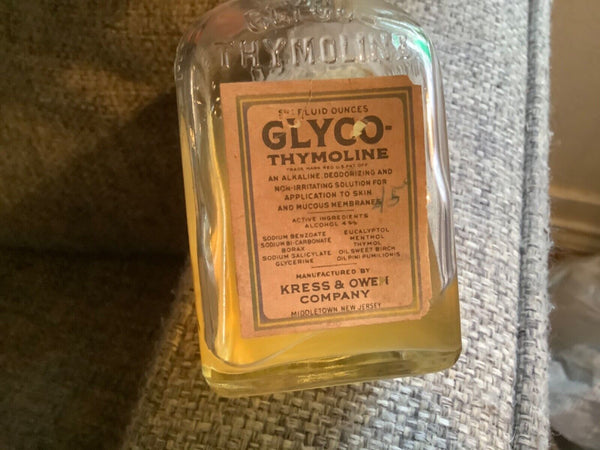 GLYCO
THYMOLINE
FLUID OUNCES
GLYCO-
THYMOLINE
TRADE MARK REG U.S. PAT. OFF.
AN ALKALINE, DEODORIZING AND
NON-IRRITATING SOLUTION FOR
APPLICATION TO SKIN
AND MUCOUS MEMBRANES
ACTIVE INGREDIENTS
ALCOHOL 4%
SODIUM BENZOATE EUCALYPTOL
SODIUM BI-CARBONATE MENTHOL
BORAX THYMOL
SODIUM SALICYLATE OIL SWEET BIRCH
GLYCERINE OIL PINI PUMILIONIS
MANUFACTURED BY
KRESS & OWEN
COMPANY
MIDDLETOWN, NEW JERSEY